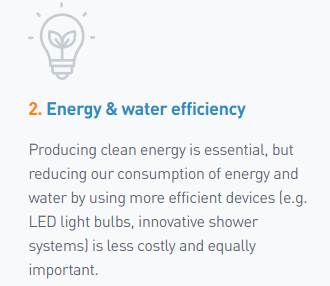 2. Energy & water efficiency
Producing clean energy is essential, but
reducing our consumption of energy and
water by using more efficient devices (e.g.
LED light bulbs, innovative shower
systems) is less costly and equally
important.